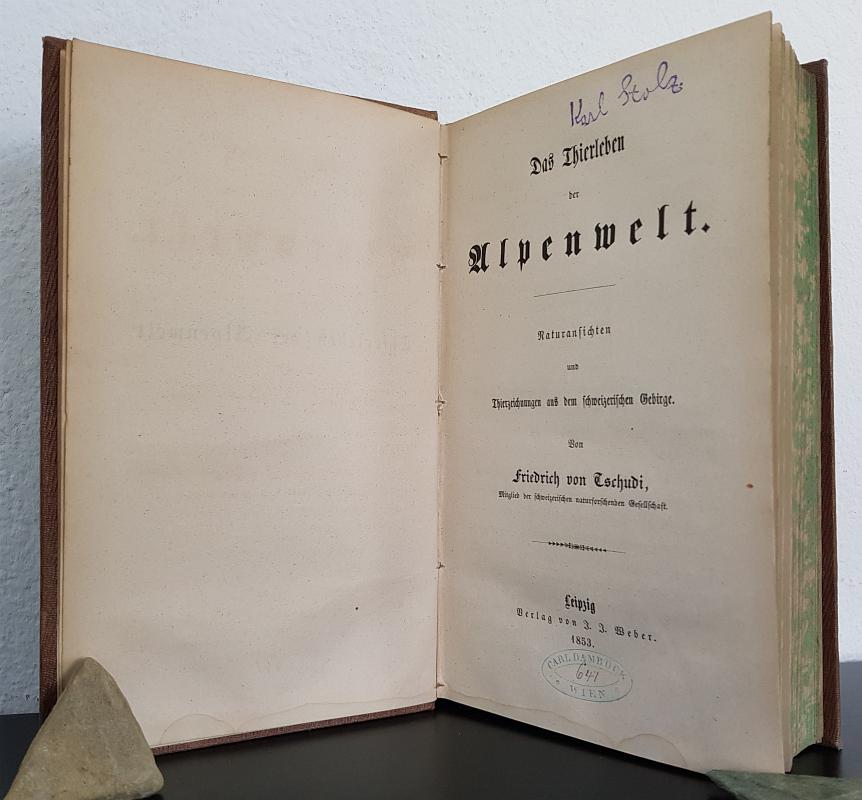 Karl Stolz.
Das Thierleben
der
Alpenwelt.
Naturansichten
und
Thierzeichnungen aus dem schweizerischen Gebirge.
Von
Friedrich von Tschudi,
Mitglied der schweizerischen naturforschenden Gesellschaft.
Leipzig
Verlag von J. J. Weber.
1853.
CARL DAMBÖCK
641
WIEN